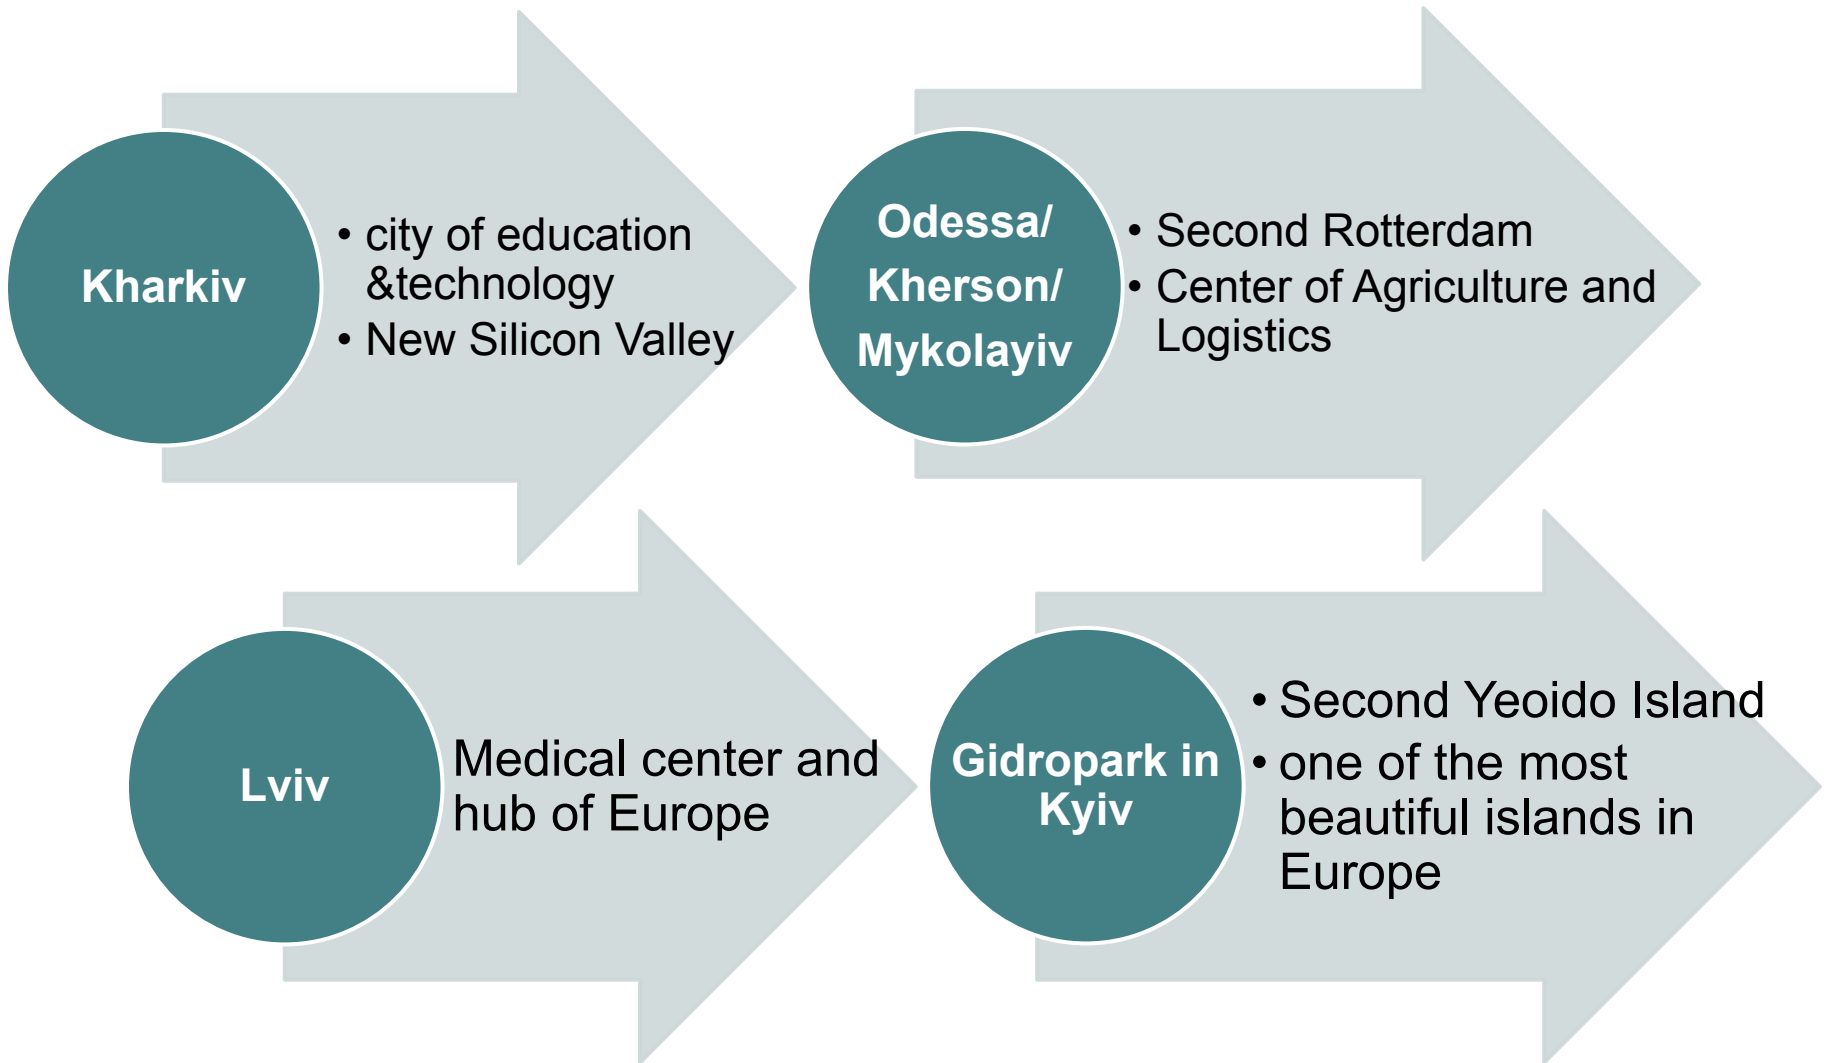 Kharkiv
• city of education
&technology
• New Silicon Valley
Odessa/
Kherson/
Mykolayiv
• Second Rotterdam
• Center of Agriculture and
Logistics
Lviv
Medical center and
hub of Europe
Gidropark in
Kyiv
• Second Yeoido Island
• one of the most
beautiful islands in
Europe